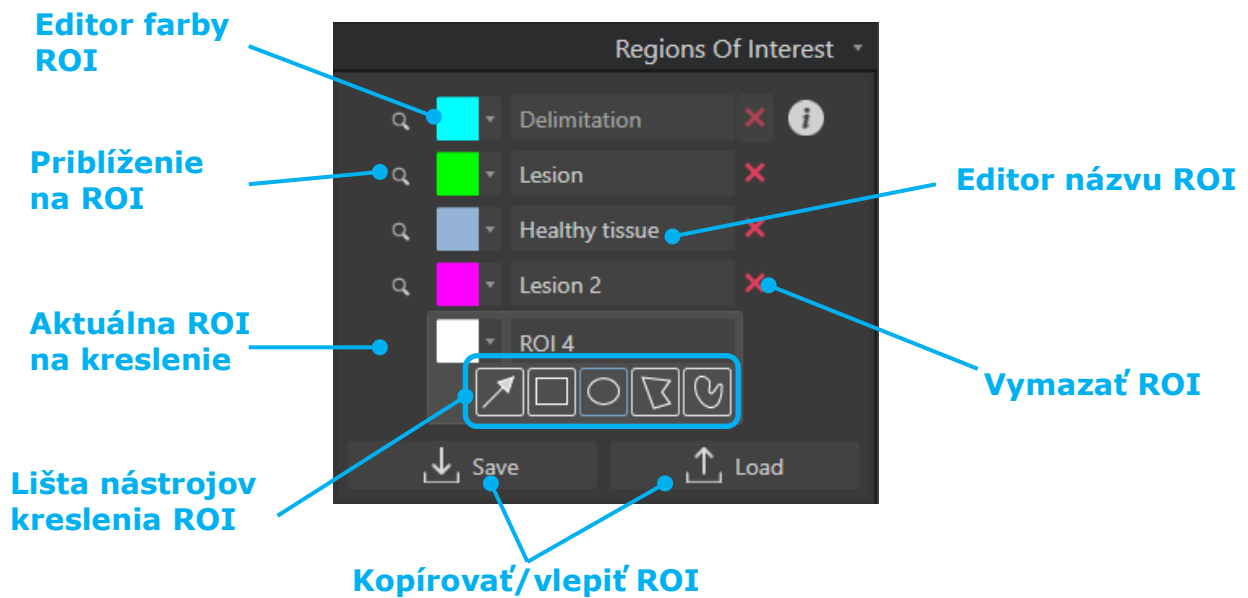 Editor farby
ROI
Regions Of Interest
Delimitation
i
Priblíženie
na ROI
Lesion
Editor názvu ROI
Healthy tissue
Lesion 2
Aktuálna ROI
na kreslenie
ROI 4
Vymazať ROI
Save
Load
Lišta nástrojov
kreslenia ROI
Kopírovať/vlepiť ROI